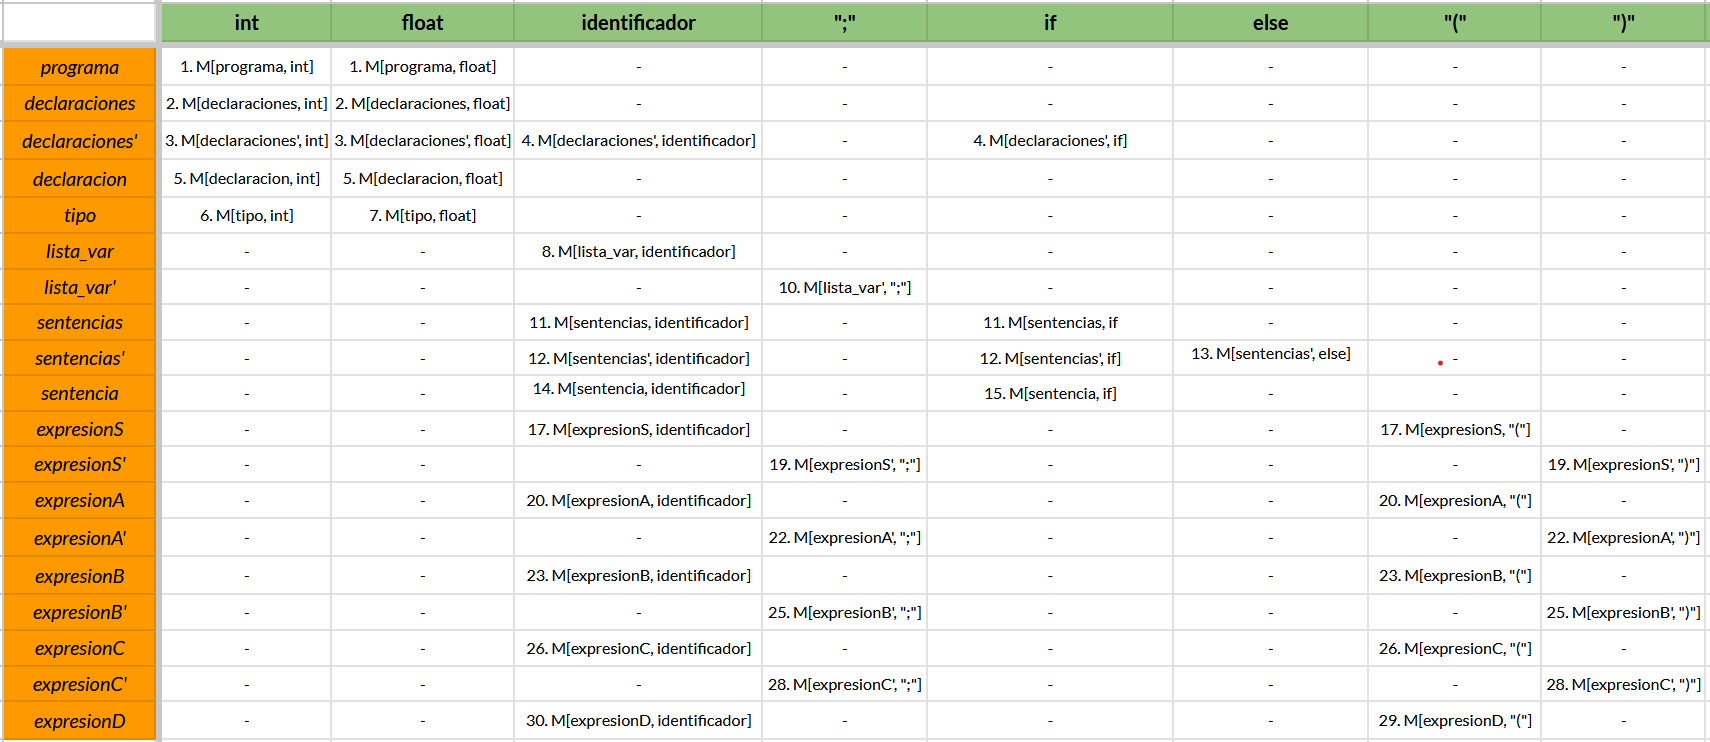 int float identificador ";" if else "(" ")"
programa 1. M[programa, int] 1. M[programa, float] - - - - - -
declaraciones 2. M[declaraciones, int] 2. M[declaraciones, float] - - - - - -
declaraciones' 3. M[declaraciones', int] 3. M[declaraciones', float] 4. M[declaraciones', identificador] - 4. M[declaraciones', if] - - -
declaracion 5. M[declaracion, int] 5. M[declaracion, float] - - - - - -
tipo 6. M[tipo, int] 7. M[tipo, float] - - - - - -
lista_var - - 8. M[lista_var, identificador] - - - - -
lista_var' - - - 10. M[lista_var', ";"] - - - -
sentencias - - 11. M[sentencias, identificador] - 11. M[sentencias, if - - -
sentencias' - - 12. M[sentencias', identificador] - 12. M[sentencias', if] 13. M[sentencias', else] - -
sentencia - - 14. M[sentencia, identificador] - 15. M[sentencia, if] - - -
expresionS - - 17. M[expresionS, identificador] - - - 17. M[expresionS, "("] -
expresionS' - - - 19. M[expresionS', ";"] - - - 19. M[expresionS', ")"]
expresionA - - 20. M[expresionA, identificador] - - - 20. M[expresionA, "("] -
expresionA' - - - 22. M[expresionA', ";"] - - - 22. M[expresionA', ")"]
expresionB - - 23. M[expresionB, identificador] - - - 23. M[expresionB, "("] -
expresionB' - - - 25. M[expresionB', ";"] - - - 25. M[expresionB', ")"]
expresionC - - 26. M[expresionC, identificador] - - - 26. M[expresionC, "("] -
expresionC' - - - 28. M[expresionC', ";"] - - - 28. M[expresionC', ")"]
expresionD - - 30. M[expresionD, identificador] - - - 29. M[expresionD, "("] -